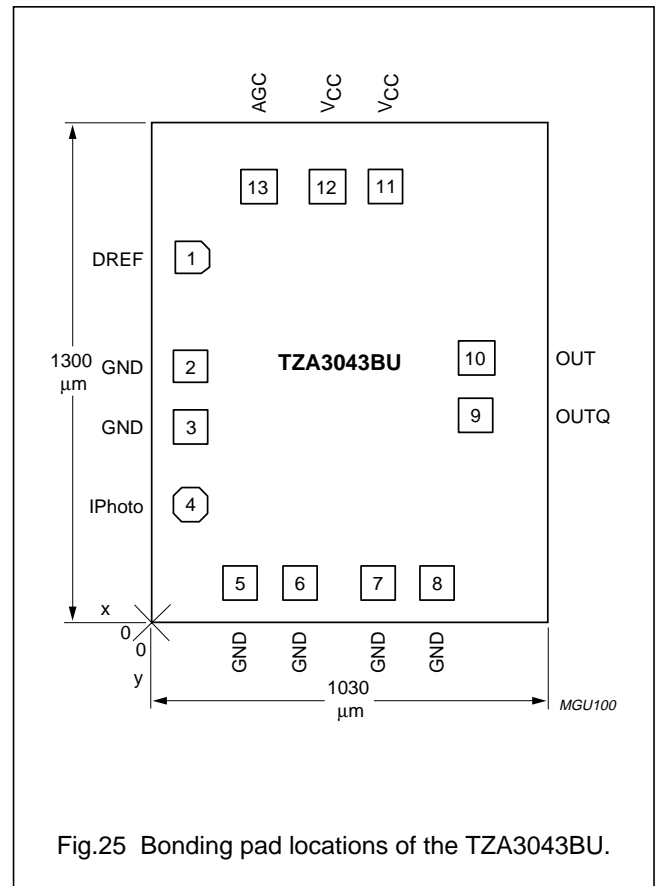 AGC
VCC
VCC
13
12
11
DREF
1
1300
μm
GND
2
TZA3043BU
10
OUT
GND
3
9
OUTQ
IPhoto
4
5
6
7
8
x
0
0
y
GND
GND
GND
GND
1030
μm
MGU100
Fig.25 Bonding pad locations of the TZA3043BU.